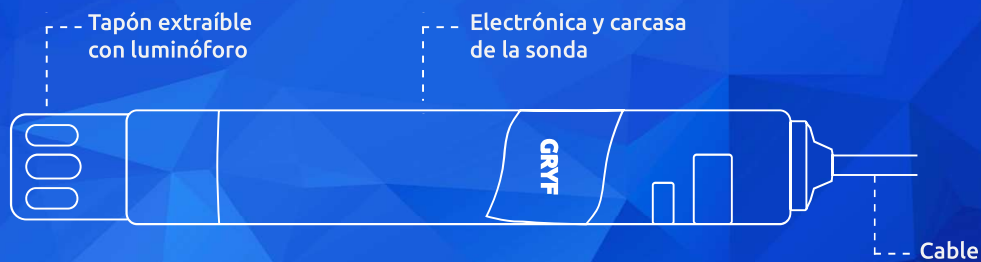 Tapón extraíble
con luminóforo
Electrónica y carcasa
de la sonda
GRYF
Cable